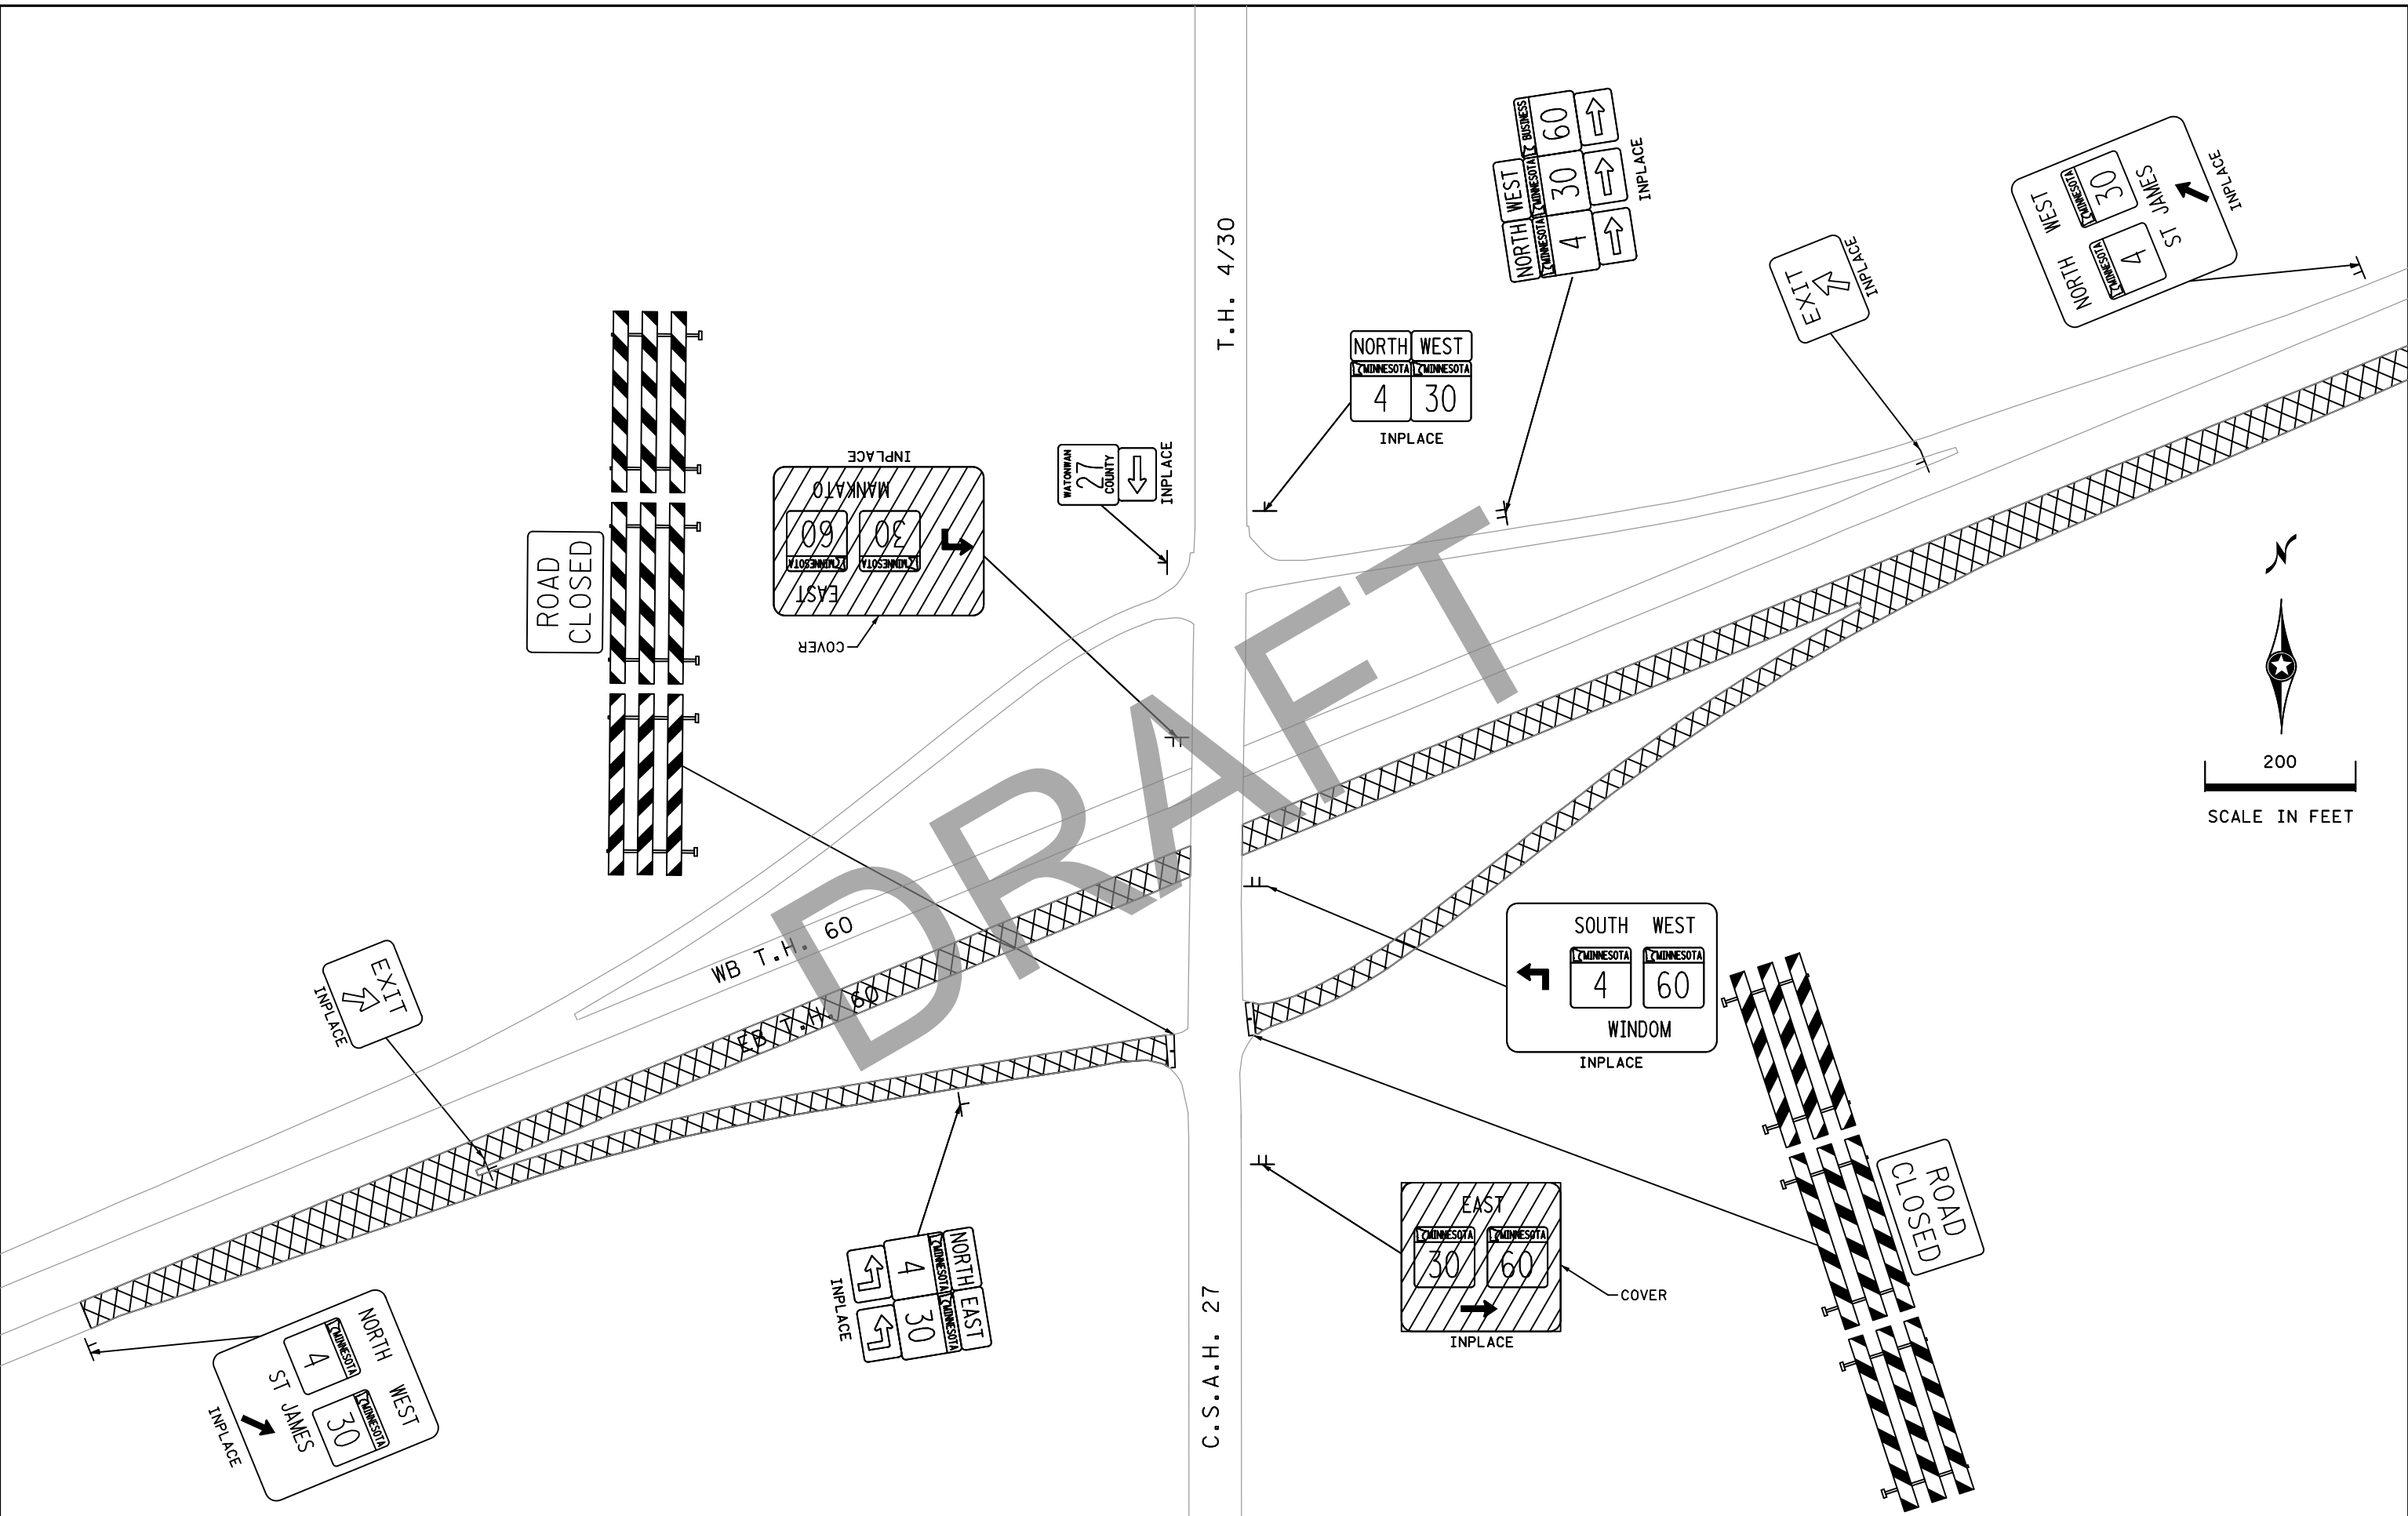 T.H. 4/30
NORTH WEST
MINNESOTA MINNESOTA BUSINESS
4 30 60
INPLACE
NORTH WEST
MINNESOTA MINNESOTA
4 30
ST JAMES
INPLACE
EXIT
INPLACE
NORTH WEST
MINNESOTA MINNESOTA
4 30
INPLACE
WATONWAN
27
COUNTY
INPLACE
EAST
MINNESOTA MINNESOTA
30 60
MANKATO
INPLACE
COVER
ROAD
CLOSED
N
200
SCALE IN FEET
DRAFT
WB T.H. 60
EB T.H. 60
EXIT
INPLACE
SOUTH WEST
MINNESOTA MINNESOTA
4 60
WINDOM
INPLACE
ROAD
CLOSED
EAST
MINNESOTA MINNESOTA
30 60
COVER
INPLACE
NORTH EAST
MINNESOTA MINNESOTA
4 30
INPLACE
C.S.A.H. 27
NORTH WEST
MINNESOTA MINNESOTA
4 30
ST JAMES
INPLACE